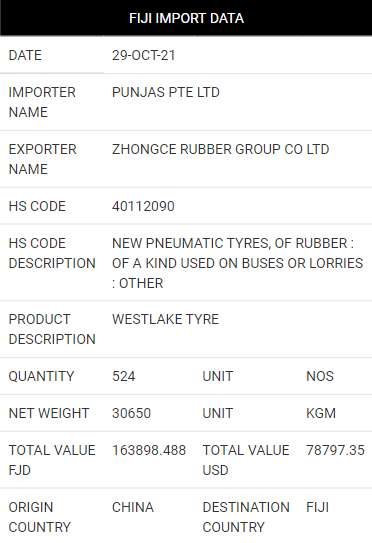 FIJI IMPORT DATA
DATE 29-OCT-21
IMPORTER NAME PUNJAS PTE LTD
EXPORTER NAME ZHONGCE RUBBER GROUP CO LTD
HS CODE 40112090
HS CODE NEW PNEUMATIC TYRES, OF RUBBER :
DESCRIPTION OF A KIND USED ON BUSES OR LORRIES
: OTHER
PRODUCT WESTLAKE TYRE
DESCRIPTION
QUANTITY 524 UNIT NOS
NET WEIGHT 30650 UNIT KGM
TOTAL VALUE 163898.488 TOTAL VALUE 78797.35
FJD USD
ORIGIN CHINA DESTINATION FIJI
COUNTRY COUNTRY